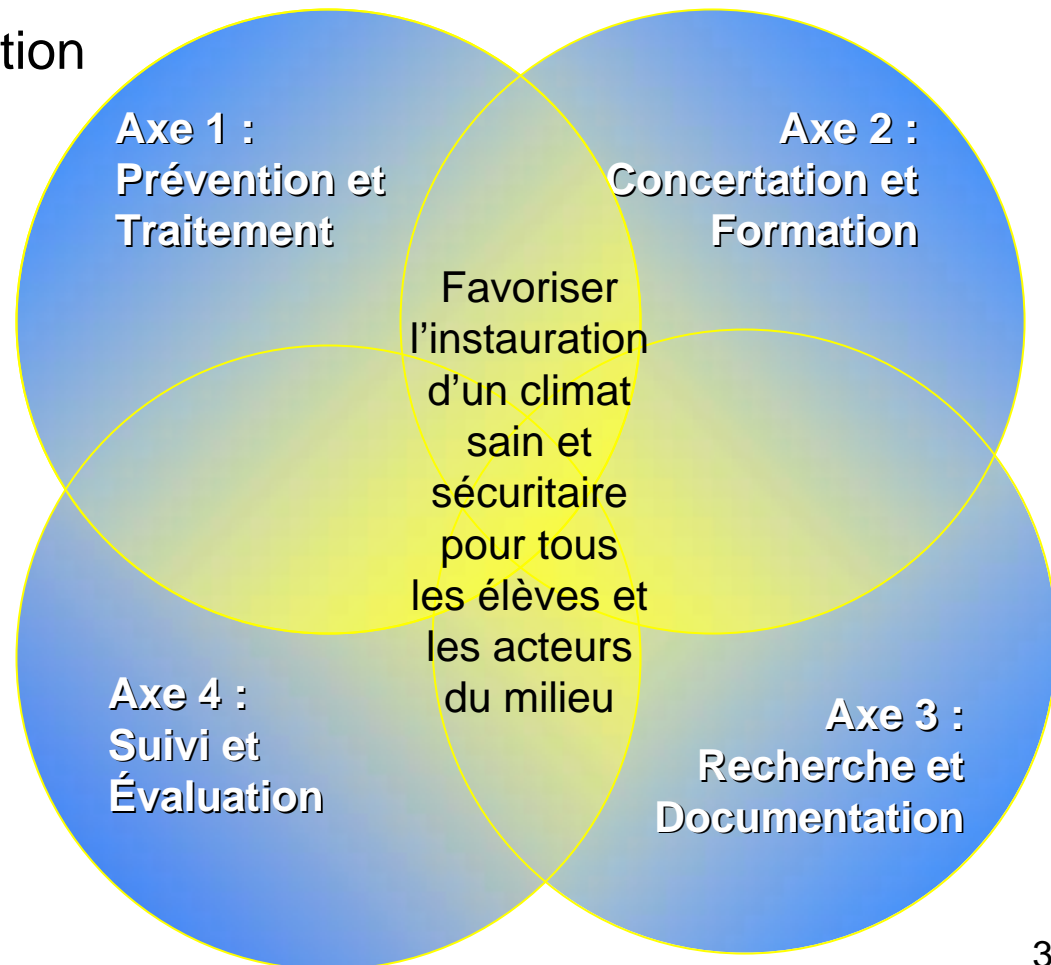 tion
Axe 1 :
Prévention et
Traitement
Axe 2 :
Concertation et
Formation
Favoriser
l’instauration
d’un climat
sain et
sécuritaire
pour tous
les élèves et
les acteurs
du milieu
Axe 4 :
Suivi et
Évaluation
Axe 3 :
Recherche et
Documentation
3